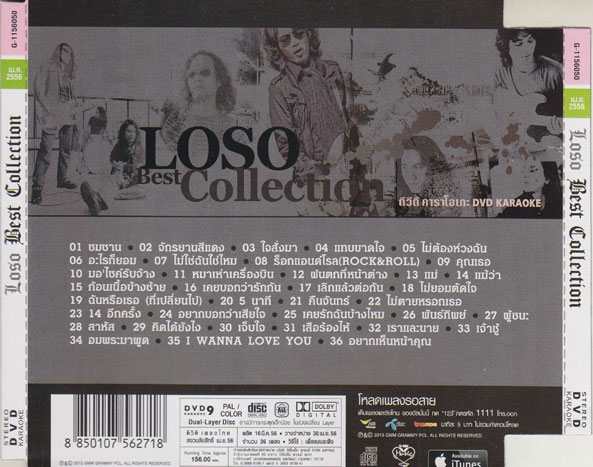 G-1156050
เม.ย. 2556
Loso Best Collection
STEREO
DVD
KARAOKE
LOSO
Best Collection
ดีวีดี คาราโอเกะ DVD KARAOKE
01 ซมซาน • 02 จักรยานสีแดง • 03 ใจสั่งมา • 04 แทบขาดใจ • 05 ไม่ต้องห่วงฉัน
06 อะไรก็ยอม • 07 ไม่ใช่ฉันใช่ไหม • 08 ร็อกแอนด์โรล(ROCK&ROLL) • 09 คุณเธอ
10 มอ'ไซค์รับจ้าง • 11 หมาเห่าเครื่องบิน • 12 ฝนตกที่หน้าต่าง • 13 แม่ • 14 แม้ว่า
15 ก้อนเนื้อข้างซ้าย • 16 เคยบอกว่ารักกัน • 17 เลิกแล้วต่อกัน • 18 ไม่ยอมตัดใจ
19 ฉันหรือเธอ (ที่เปลี่ยนไป) • 20 5 นาที • 21 คืนจันทร์ • 22 ไม่ตายหรอกเธอ
23 14 อีกครั้ง • 24 อยากบอกว่าเสียใจ • 25 เคยรักฉันบ้างไหม • 26 พันธ์ทิพย์ • 27 ผู้ชนะ
28 สาหัส • 29 คิดได้ยังไง • 30 เจ็บใจ • 31 เสือร้องไห้ • 32 เราและนาย • 33 เจ้าชู้
34 อมพระมาพูด • 35 I WANNA LOVE YOU • 36 อยากเห็นหน้าคุณ
8 850107 562718
DVD 9
Dual-Layer Disc
PAL/
COLOR
DOLBY
DIGITAL
Running Time Approx
156.00
โหลดเพลงรอสาย
1111 โทร.ออก
Available on
iTunes
G-1156050
เม.ย. 2556
Loso Best Collection
STEREO
DVD
KARAOKE